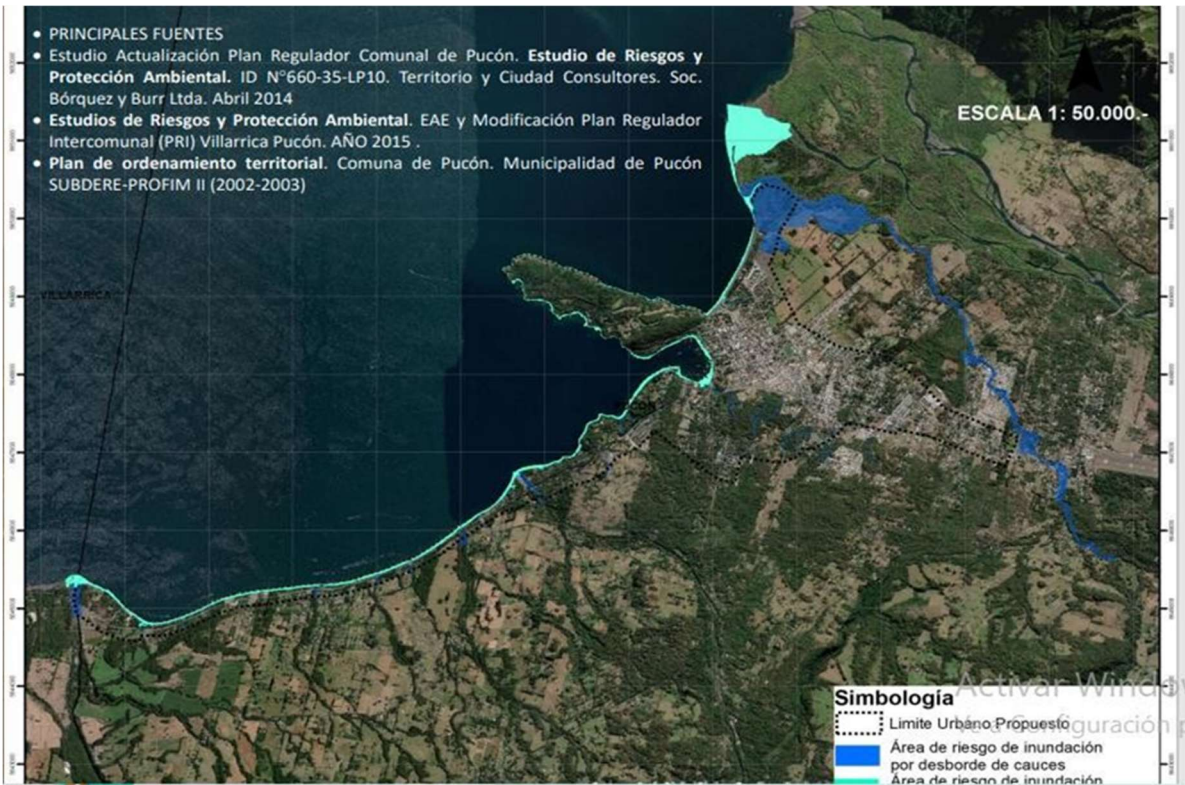 • PRINCIPALES FUENTES
• Estudio Actualización Plan Regulador Comunal de Pucón. Estudio de Riesgos y
Protección Ambiental. ID N°660-35-LP10. Territorio y Ciudad Consultores. Soc.
Bórquez y Burr Ltda. Abril 2014
• Estudios de Riesgos y Protección Ambiental. EAE y Modificación Plan Regulador
Intercomunal (PRI) Villarrica Pucón. AÑO 2015 .
• Plan de ordenamiento territorial. Comuna de Pucón. Municipalidad de Pucón
SUBDERE-PROFIM II (2002-2003)
ESCALA 1: 50.000.-
VILLARRICA
Simbología
Activar Window
Limite Urbano Propuesto
Ve a Configuración p
Área de riesgo de inundación
por desborde de cauces
Área de riesgo de inundación